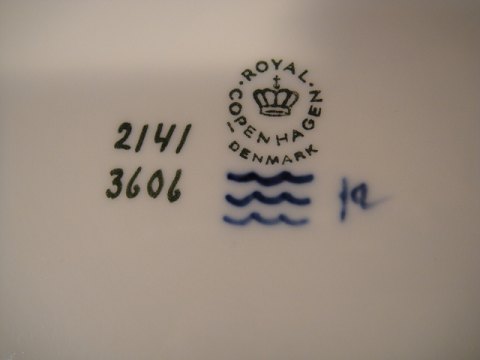 ROYAL
COPENHAGEN
DENMARK
2141
3606